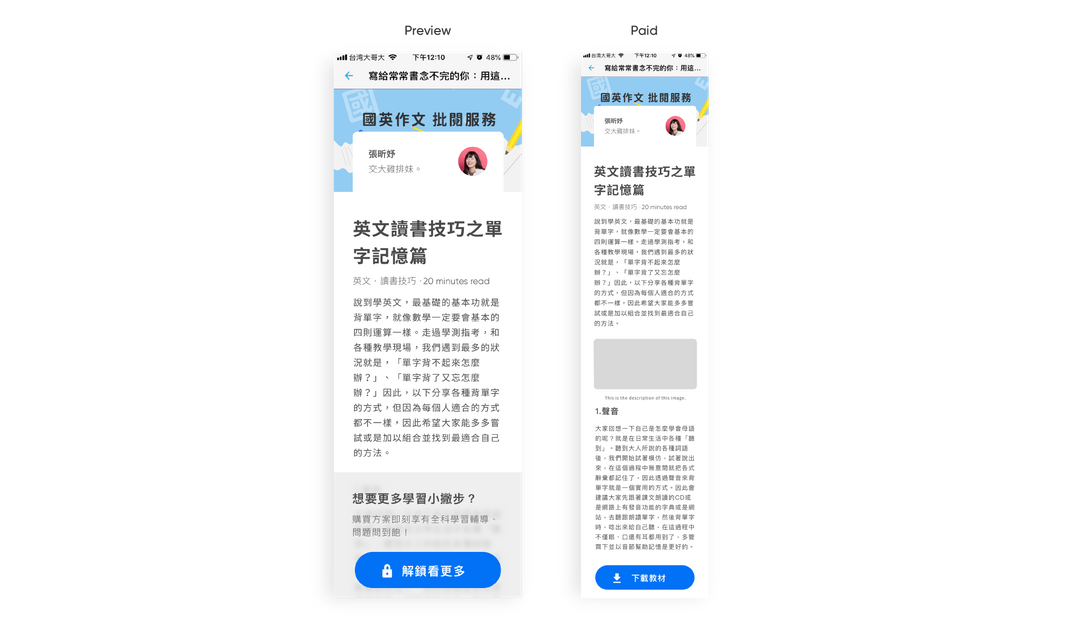 Preview
台湾大哥大 下午12:10 48%
寫給常常書念不完的你：用這...
國英作文 批閱服務
張昕妤
交大雞排妹。
英文讀書技巧之單
字記憶篇
英文・讀書技巧 · 20 minutes read
說到學英文，最基礎的基本功就是
背單字，就像數學一定要會基本的
四則運算一樣。走過學測指考，和
各種教學現場，我們遇到最多的狀
況就是，「單字背不起來怎麼
辦？」、「單字背了又忘怎麼
辦？」因此，以下分享各種背單字
的方式，但因為每個人適合的方式
都不一樣，因此希望大家能多多嘗
試或是加以組合並找到最適合自己
的方法。
想要更多學習小撇步？
購買方案即刻享有全科學習輔導、
問題問到飽！
解鎖看更多
Paid
台湾大哥大 下午12:10 48%
寫給常常書念不完的你：用這...
國英作文 批閱服務
張昕妤
交大雞排妹。
英文讀書技巧之單
字記憶篇
英文・讀書技巧 · 20 minutes read
說到學英文，最基礎的基本功就是
背單字，就像數學一定要會基本的
四則運算一樣。走過學測指考，和
各種教學現場，我們遇到最多的狀
況就是，「單字背不起來怎麼
辦？」、「單字背了又忘怎麼
辦？」因此，以下分享各種背單字
的方式，但因為每個人適合的方式
都不一樣，因此希望大家能多多嘗
試或是加以組合並找到最適合自己
的方法。
This is the description of this image.
1.聲音
大家回想一下自己是怎麼學會母語
的呢？就是在日常生活中各種「聽
到」。聽到大人所說的各種詞語
後，我們開始試著模仿、試著說出
來，在這個過程中無意間就把各式
辭彙都記住了，因此透過聲音來背
單字就是一個實用的方式。因此會
建議大家先跟著課文朗讀的CD或
是網路上有發音功能的字典或是網
站，去聽跟朗讀單字，然後背單字
時，唸出來給自己聽，在這過程中
不僅眼、口還有耳都用到了，多管
齊下並以音節幫助記憶是更好的。
下載教材